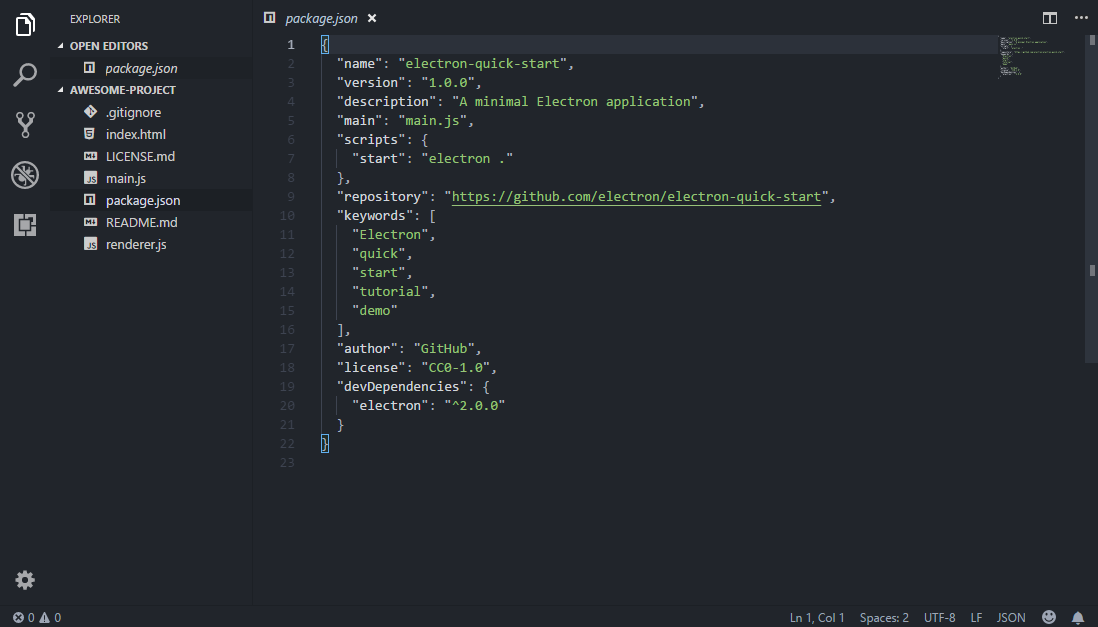 EXPLORER
OPEN EDITORS
package.json
AWESOME-PROJECT
.gitignore
index.html
LICENSE.md
main.js
package.json
README.md
renderer.js
package.json
1 {
2 "name": "electron-quick-start",
3 "version": "1.0.0",
4 "description": "A minimal Electron application",
5 "main": "main.js",
6 "scripts": {
7 "start": "electron ."
8 },
9 "repository": "https://github.com/electron/electron-quick-start",
10 "keywords": [
11 "Electron",
12 "quick",
13 "start",
14 "tutorial",
15 "demo"
16 ],
17 "author": "GitHub",
18 "license": "CC0-1.0",
19 "devDependencies": {
20 "electron": "^2.0.0"
21 }
22 }
23
0 0 Ln 1, Col 1 Spaces: 2 UTF-8 LF JSON